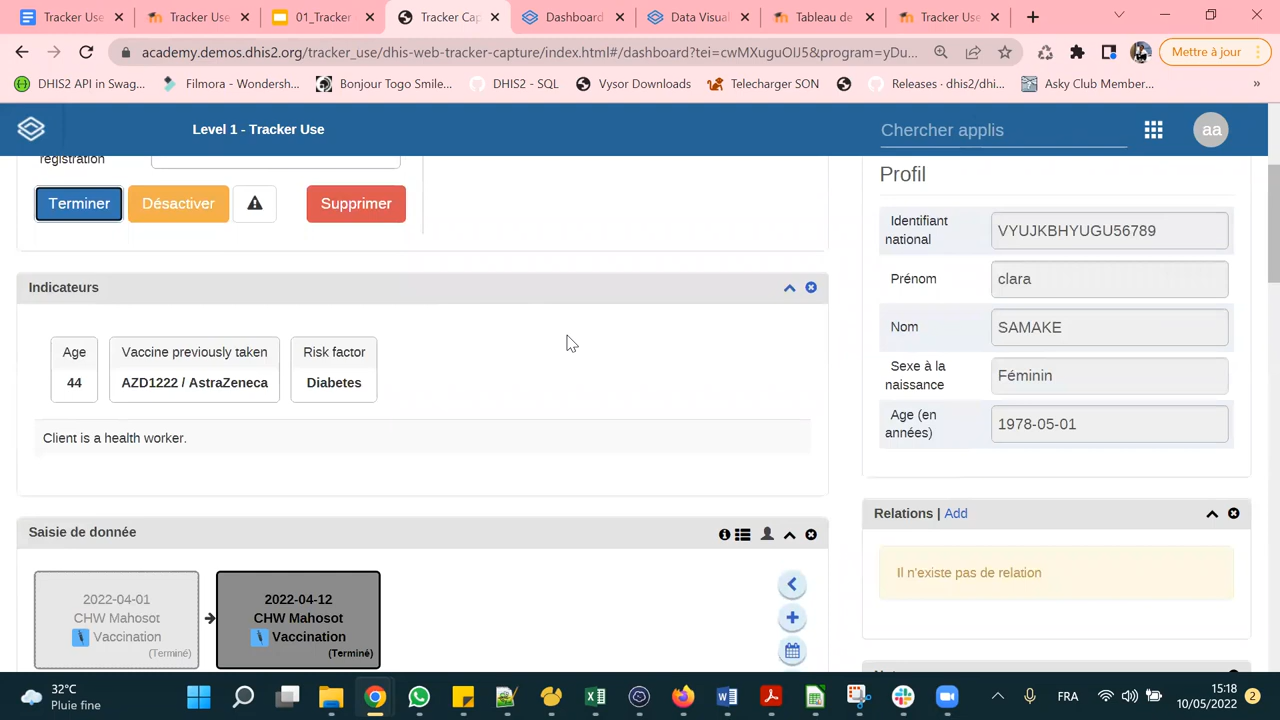 Tracker Use
Tracker Use
01_Tracker
Tracker Cap
Dashboard
Data Visual
Tableau de
Tracker Use
academy.demos.dhis2.org/tracker_use/dhis-web-tracker-capture/index.html#/dashboard?tei=cwMXuguOIJ5&program=yDu...
Mettre à jour
DHIS2 API in Swag...
Filmora - Wondersh...
Bonjour Togo Smile...
DHIS2 - SQL
Vysor Downloads
Telecharger SON
Releases · dhis2/dhi...
Asky Club Member...
»
Level 1 - Tracker Use
Chercher applis
aa
registration
Terminer
Désactiver
Supprimer
Indicateurs
Age
44
Vaccine previously taken
AZD1222 / AstraZeneca
Risk factor
Diabetes
Client is a health worker.
Saisie de donnée
2022-04-01
CHW Mahosot
Vaccination
(Terminé)
2022-04-12
CHW Mahosot
Vaccination
(Terminé)
Profil
Identifiant
national
VYUJKBHYUGU56789
Prénom
clara
Nom
SAMAKE
Sexe à la
naissance
Féminin
Age (en
années)
1978-05-01
Relations | Add
Il n'existe pas de relation
32°C
Pluie fine
FRA
15:18
10/05/2022
2